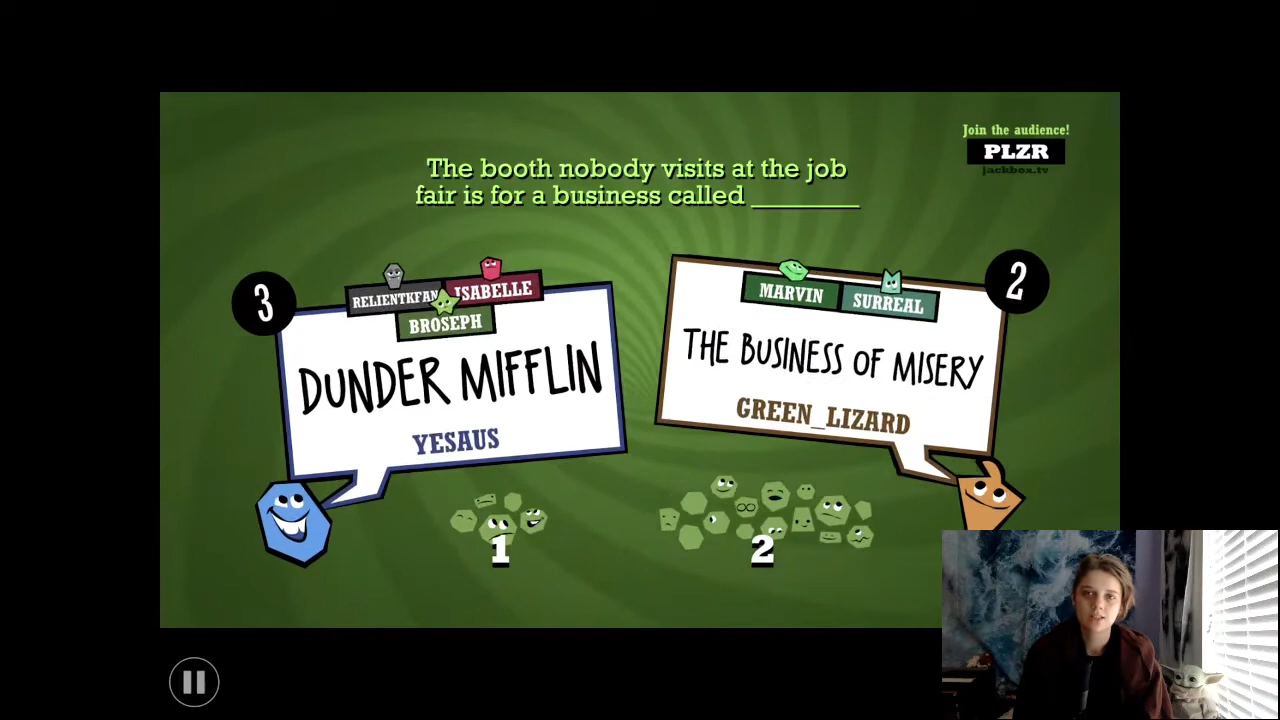 Join the audience!
PLZR
jackbox.tv
The booth nobody visits at the job
fair is for a business called ________
3
RELIENTKFAN
ISABELLE
BROSEPH
DUNDER MIFFLIN
YESAUS
1
2
MARVIN
SURREAL
THE BUSINESS OF MISERY
GREEN_LIZARD
2